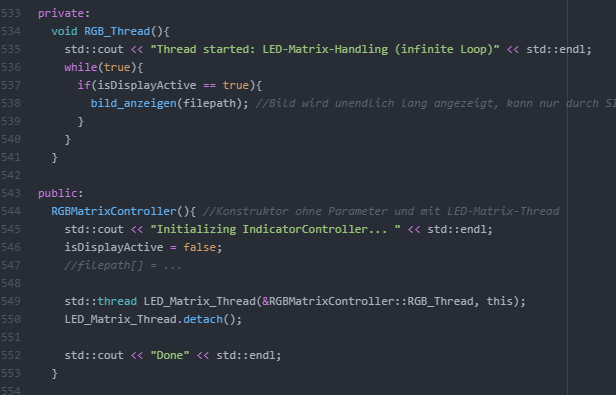 533 private:
534 void RGB_Thread(){
535 std::cout << "Thread started: LED-Matrix-Handling (infinite Loop)" << std::endl;
536 while(true){
537 if(isDisplayActive == true){
538 bild_anzeigen(filepath); //Bild wird unendlich lang angezeigt, kann nur durch
539 }
540 }
541 }
542
543 public:
544 RGBMatrixController(){ //Konstruktor ohne Parameter und mit LED-Matrix-Thread
545 std::cout << "Initializing IndicatorController... " << std::endl;
546 isDisplayActive = false;
547 //filepath[] = ...
548
549 std::thread LED_Matrix_Thread(&RGBMatrixController::RGB_Thread, this);
550 LED_Matrix_Thread.detach();
551
552 std::cout << "Done" << std::endl;
553 }
554